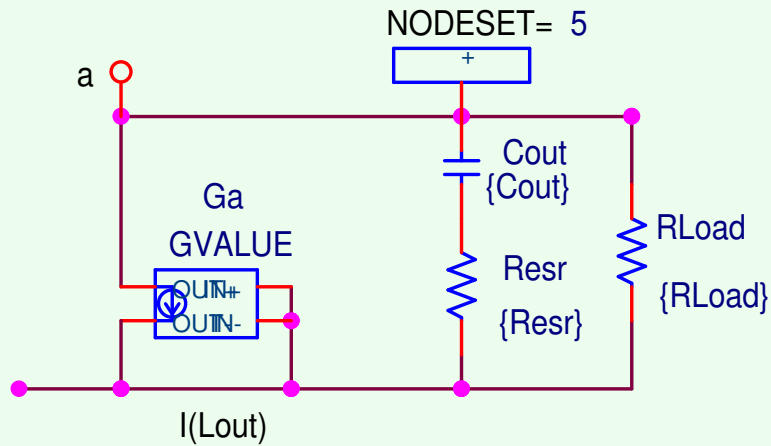 NODESET= 5
+
a
Cout
{Cout}
Ga
GVALUE
RLoad
{RLoad}
Resr
{Resr}
I(Lout)